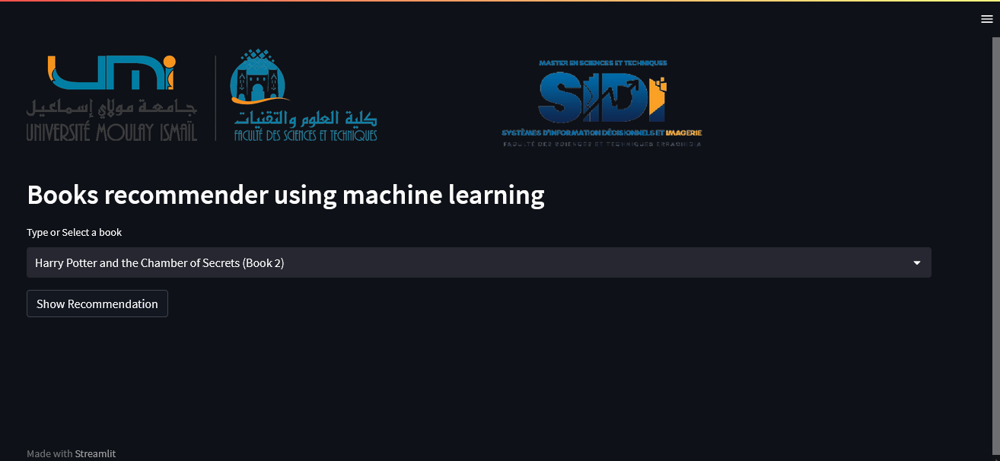 umi
جامعة مولاي إسماعيل
UNIVERSITÉ MOULAY ISMAÏL
كلية العلوم والتقنيات
FACULTÉ DES SCIENCES ET TECHNIQUES
MASTER EN SCIENCES ET TECHNIQUES
SIDI
SYSTÈMES D'INFORMATION DÉCISIONNELS ET IMAGERIE
FACULTÉ DES SCIENCES ET TECHNIQUES ERRACHIDIA
Books recommender using machine learning
Type or Select a book
Harry Potter and the Chamber of Secrets (Book 2)
Show Recommendation
Made with Streamlit